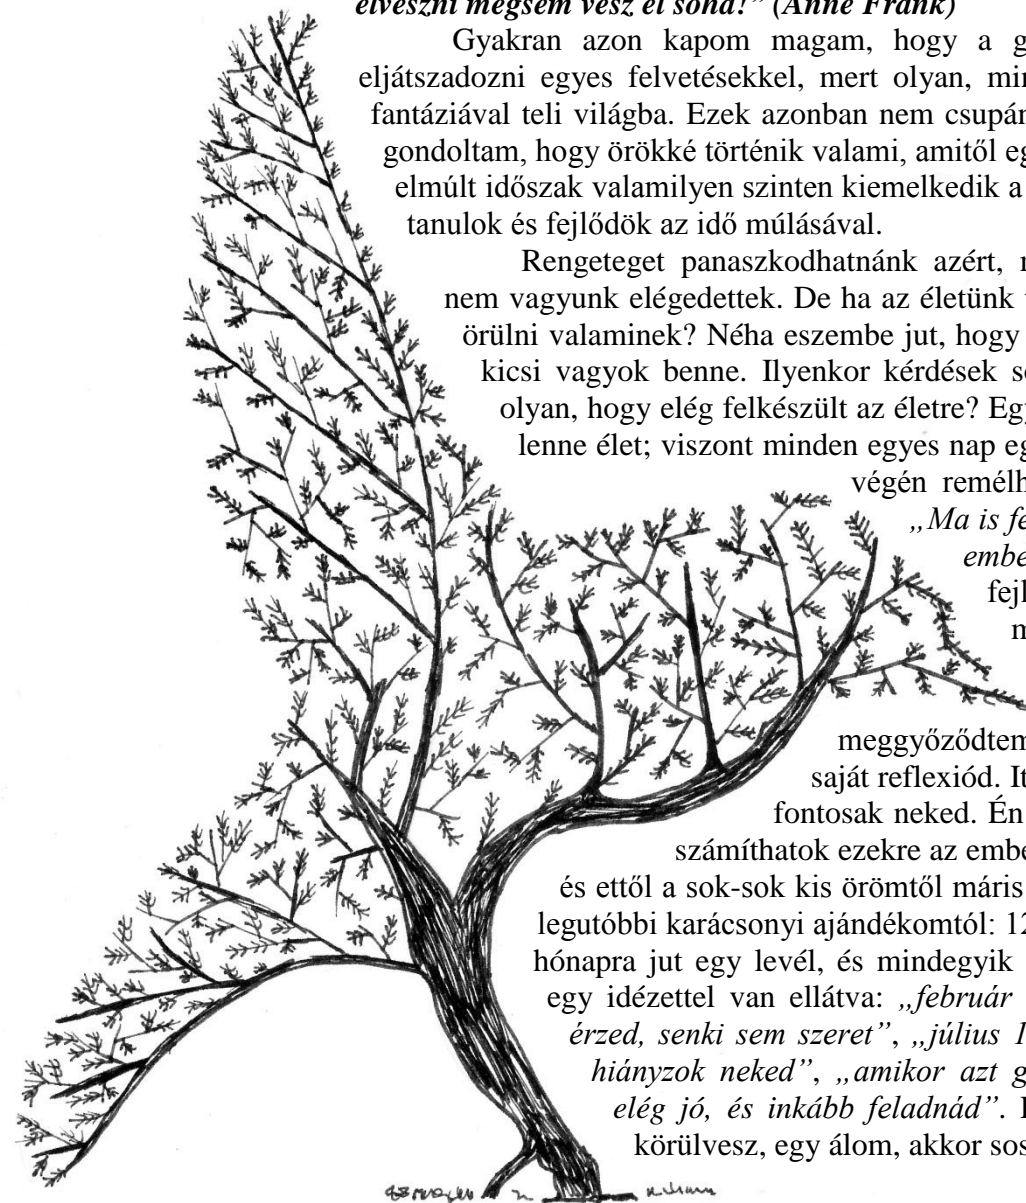 elveszni mégsem vész el soha!” (Anne Frank)
Gyakran azon kapom magam, hogy a g
eljátszadozni egyes felvetésekkel, mert olyan, min
fantáziával teli világba. Ezek azonban nem csupán
gondoltam, hogy örökké történik valami, amitől eg
elmúlt időszak valamilyen szinten kiemelkedik a
tanulok és fejlődök az idő múlásával.
Rengeteget panaszkodhatnánk azért, m
nem vagyunk elégedettek. De ha az életünk t
örülni valaminek? Néha eszembe jut, hogy
kicsi vagyok benne. Ilyenkor kérdések so
olyan, hogy elég felkészült az életre? Egy
lenne élet; viszont minden egyes nap eg
végén remélh
„Ma is fe
embe
fejl
m
meggyőződtem
saját reflexiód. It
fontosak neked. Én
számíthatok ezekre az embe
és ettől a sok-sok kis örömtől máris
legutóbbi karácsonyi ajándékomtól: 12
hónapra jut egy levél, és mindegyik
egy idézettel van ellátva: „február
érzed, senki sem szeret”, „július 1
hiányzok neked”, „amikor azt g
elég jó, és inkább feladnád”.
körülvesz, egy álom, akkor sos